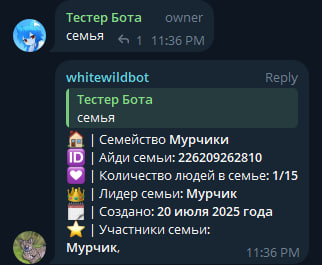 Тестер Бота owner
семья 1 11:36 PM
whitewildbot Reply
Тестер Бота
семья
| Семейство Мурчики
ID | Айди семьи: 226209262810
| Количество людей в семье: 1/15
| Лидер семьи: Мурчик
| Создано: 20 июля 2025 года
| Участники семьи:
Мурчик, 11:36 PM